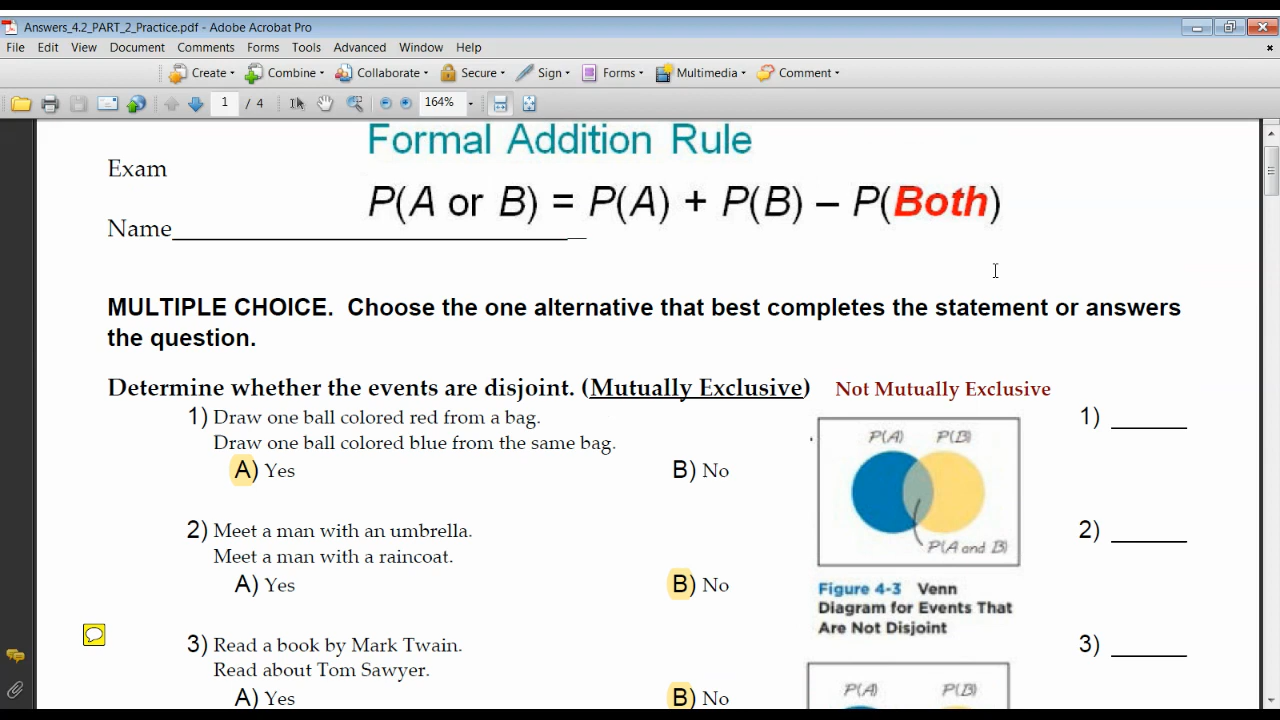 Answers_4.2_PART_2_Practice.pdf - Adobe Acrobat Pro
File Edit View Document Comments Forms Tools Advanced Window Help
Create Combine Collaborate Secure Sign Forms Multimedia Comment
1 / 4 164%
Formal Addition Rule
Exam
P(A or B) = P(A) + P(B) – P(Both)
Name
MULTIPLE CHOICE. Choose the one alternative that best completes the statement or answers
the question.
Determine whether the events are disjoint. (Mutually Exclusive) Not Mutually Exclusive
1) Draw one ball colored red from a bag. 1)
Draw one ball colored blue from the same bag.
A) Yes B) No
P(A) P(B)
P(A and B)
2) Meet a man with an umbrella. 2)
Meet a man with a raincoat.
A) Yes B) No
Figure 4-3 Venn
Diagram for Events That
Are Not Disjoint
3) Read a book by Mark Twain. 3)
Read about Tom Sawyer.
A) Yes B) No
P(A) P(B)